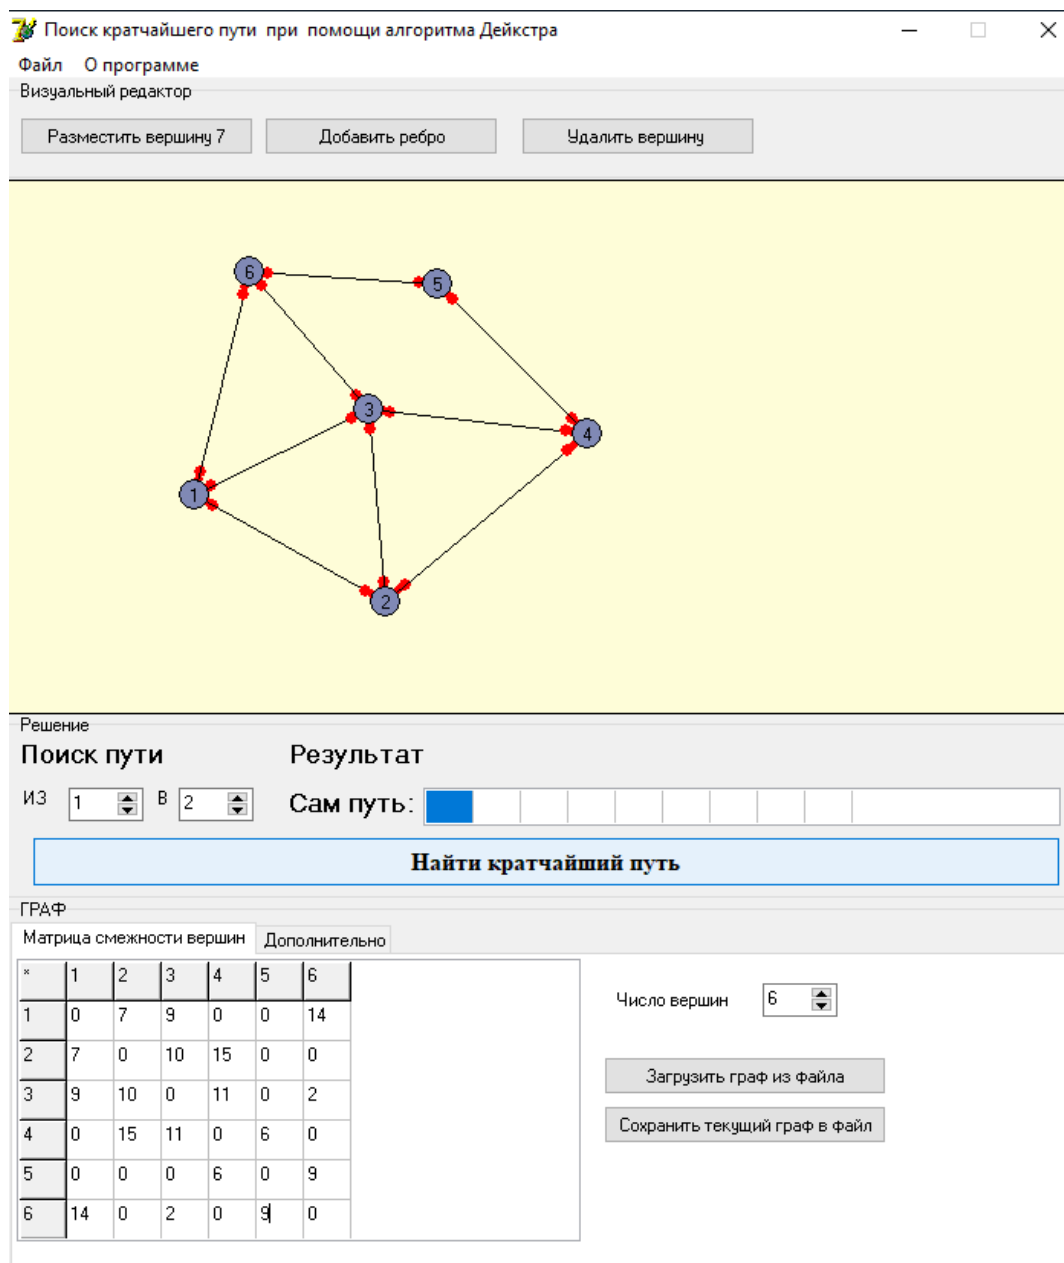 Поиск кратчайшего пути при помощи алгоритма Дейкстра
Файл О программе
Визуальный редактор
Разместить вершину 7 Добавить ребро Удалить вершину
6
5
3
4
1
2
Решение
Поиск пути Результат
ИЗ 1 В 2 Сам путь:
Найти кратчайший путь
ГРАФ
Матрица смежности вершин Дополнительно
* 1 2 3 4 5 6
1 0 7 9 0 0 14
2 7 0 10 15 0 0
3 9 10 0 11 0 2
4 0 15 11 0 6 0
5 0 0 0 6 0 9
6 14 0 2 0 9 0
Число вершин 6
Загрузить граф из файла
Сохранить текущий граф в файл